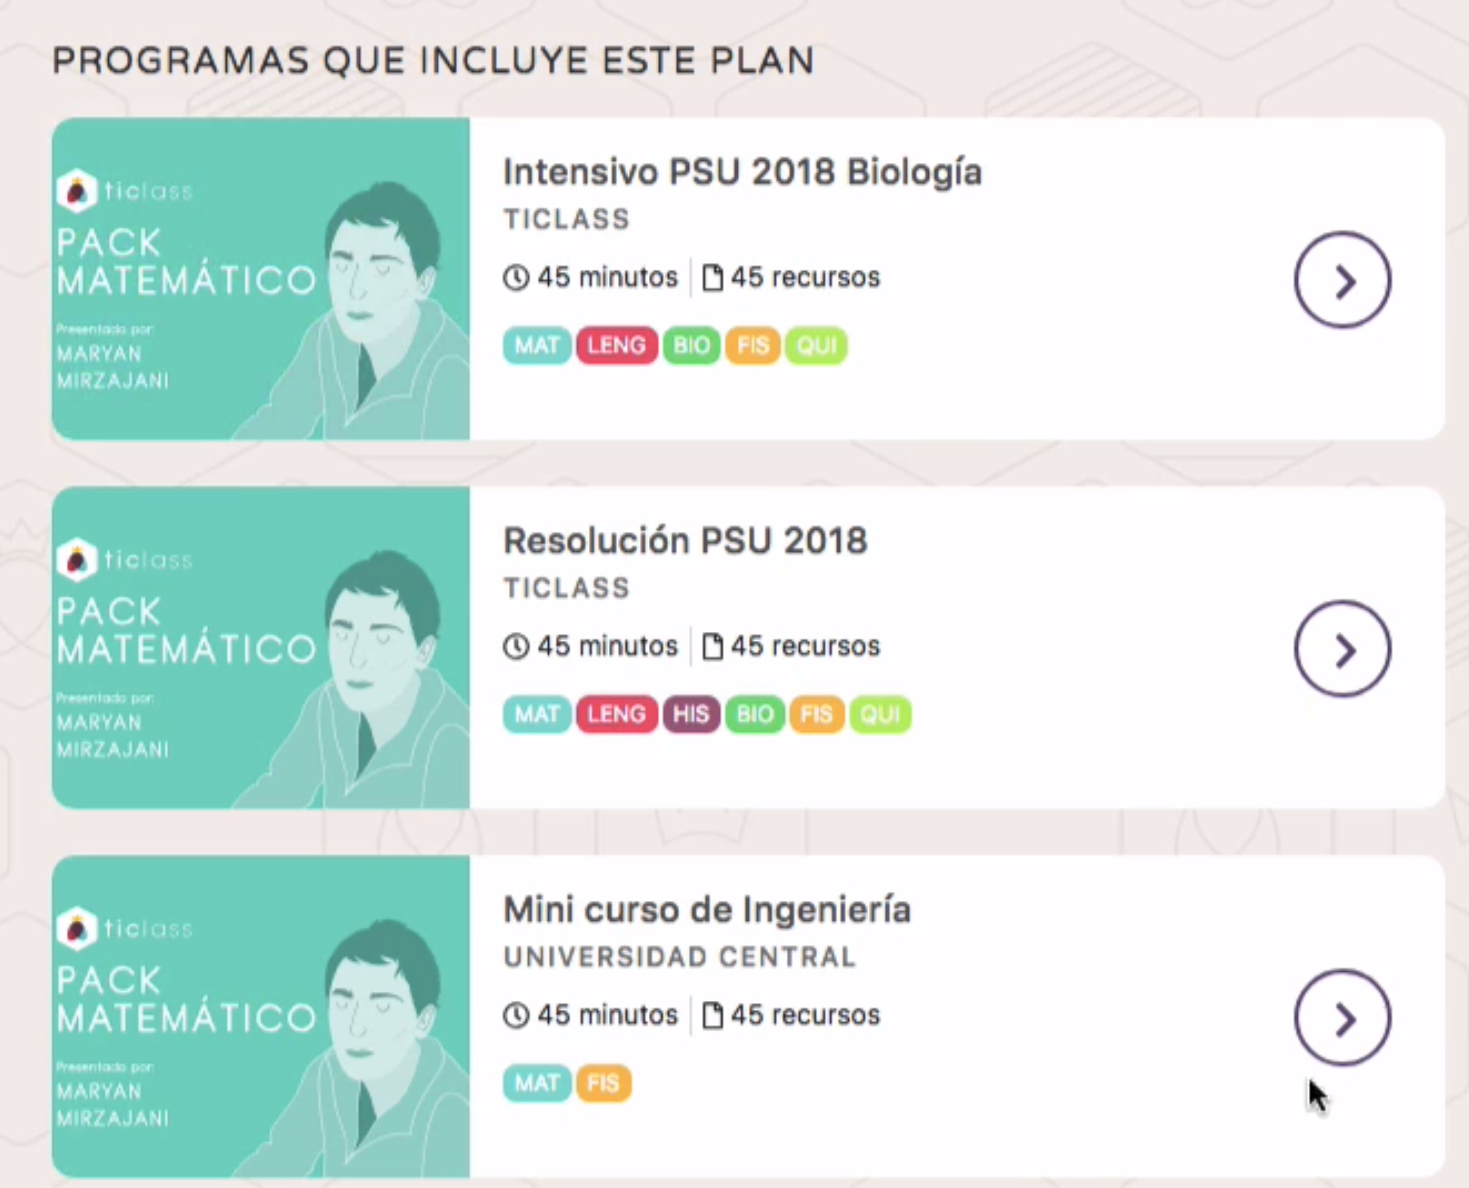 PROGRAMAS QUE INCLUYE ESTE PLAN
ticlass
PACK
MATEMÁTICO
Presentado por:
MARYAN
MIRZAJANI
Intensivo PSU 2018 Biología
TICLASS
45 minutos 45 recursos
MAT LENG BIO FIS QUI
ticlass
PACK
MATEMÁTICO
Presentado por:
MARYAN
MIRZAJANI
Resolución PSU 2018
TICLASS
45 minutos 45 recursos
MAT LENG HIS BIO FIS QUI
ticlass
PACK
MATEMÁTICO
Presentado por:
MARYAN
MIRZAJANI
Mini curso de Ingeniería
UNIVERSIDAD CENTRAL
45 minutos 45 recursos
MAT FIS